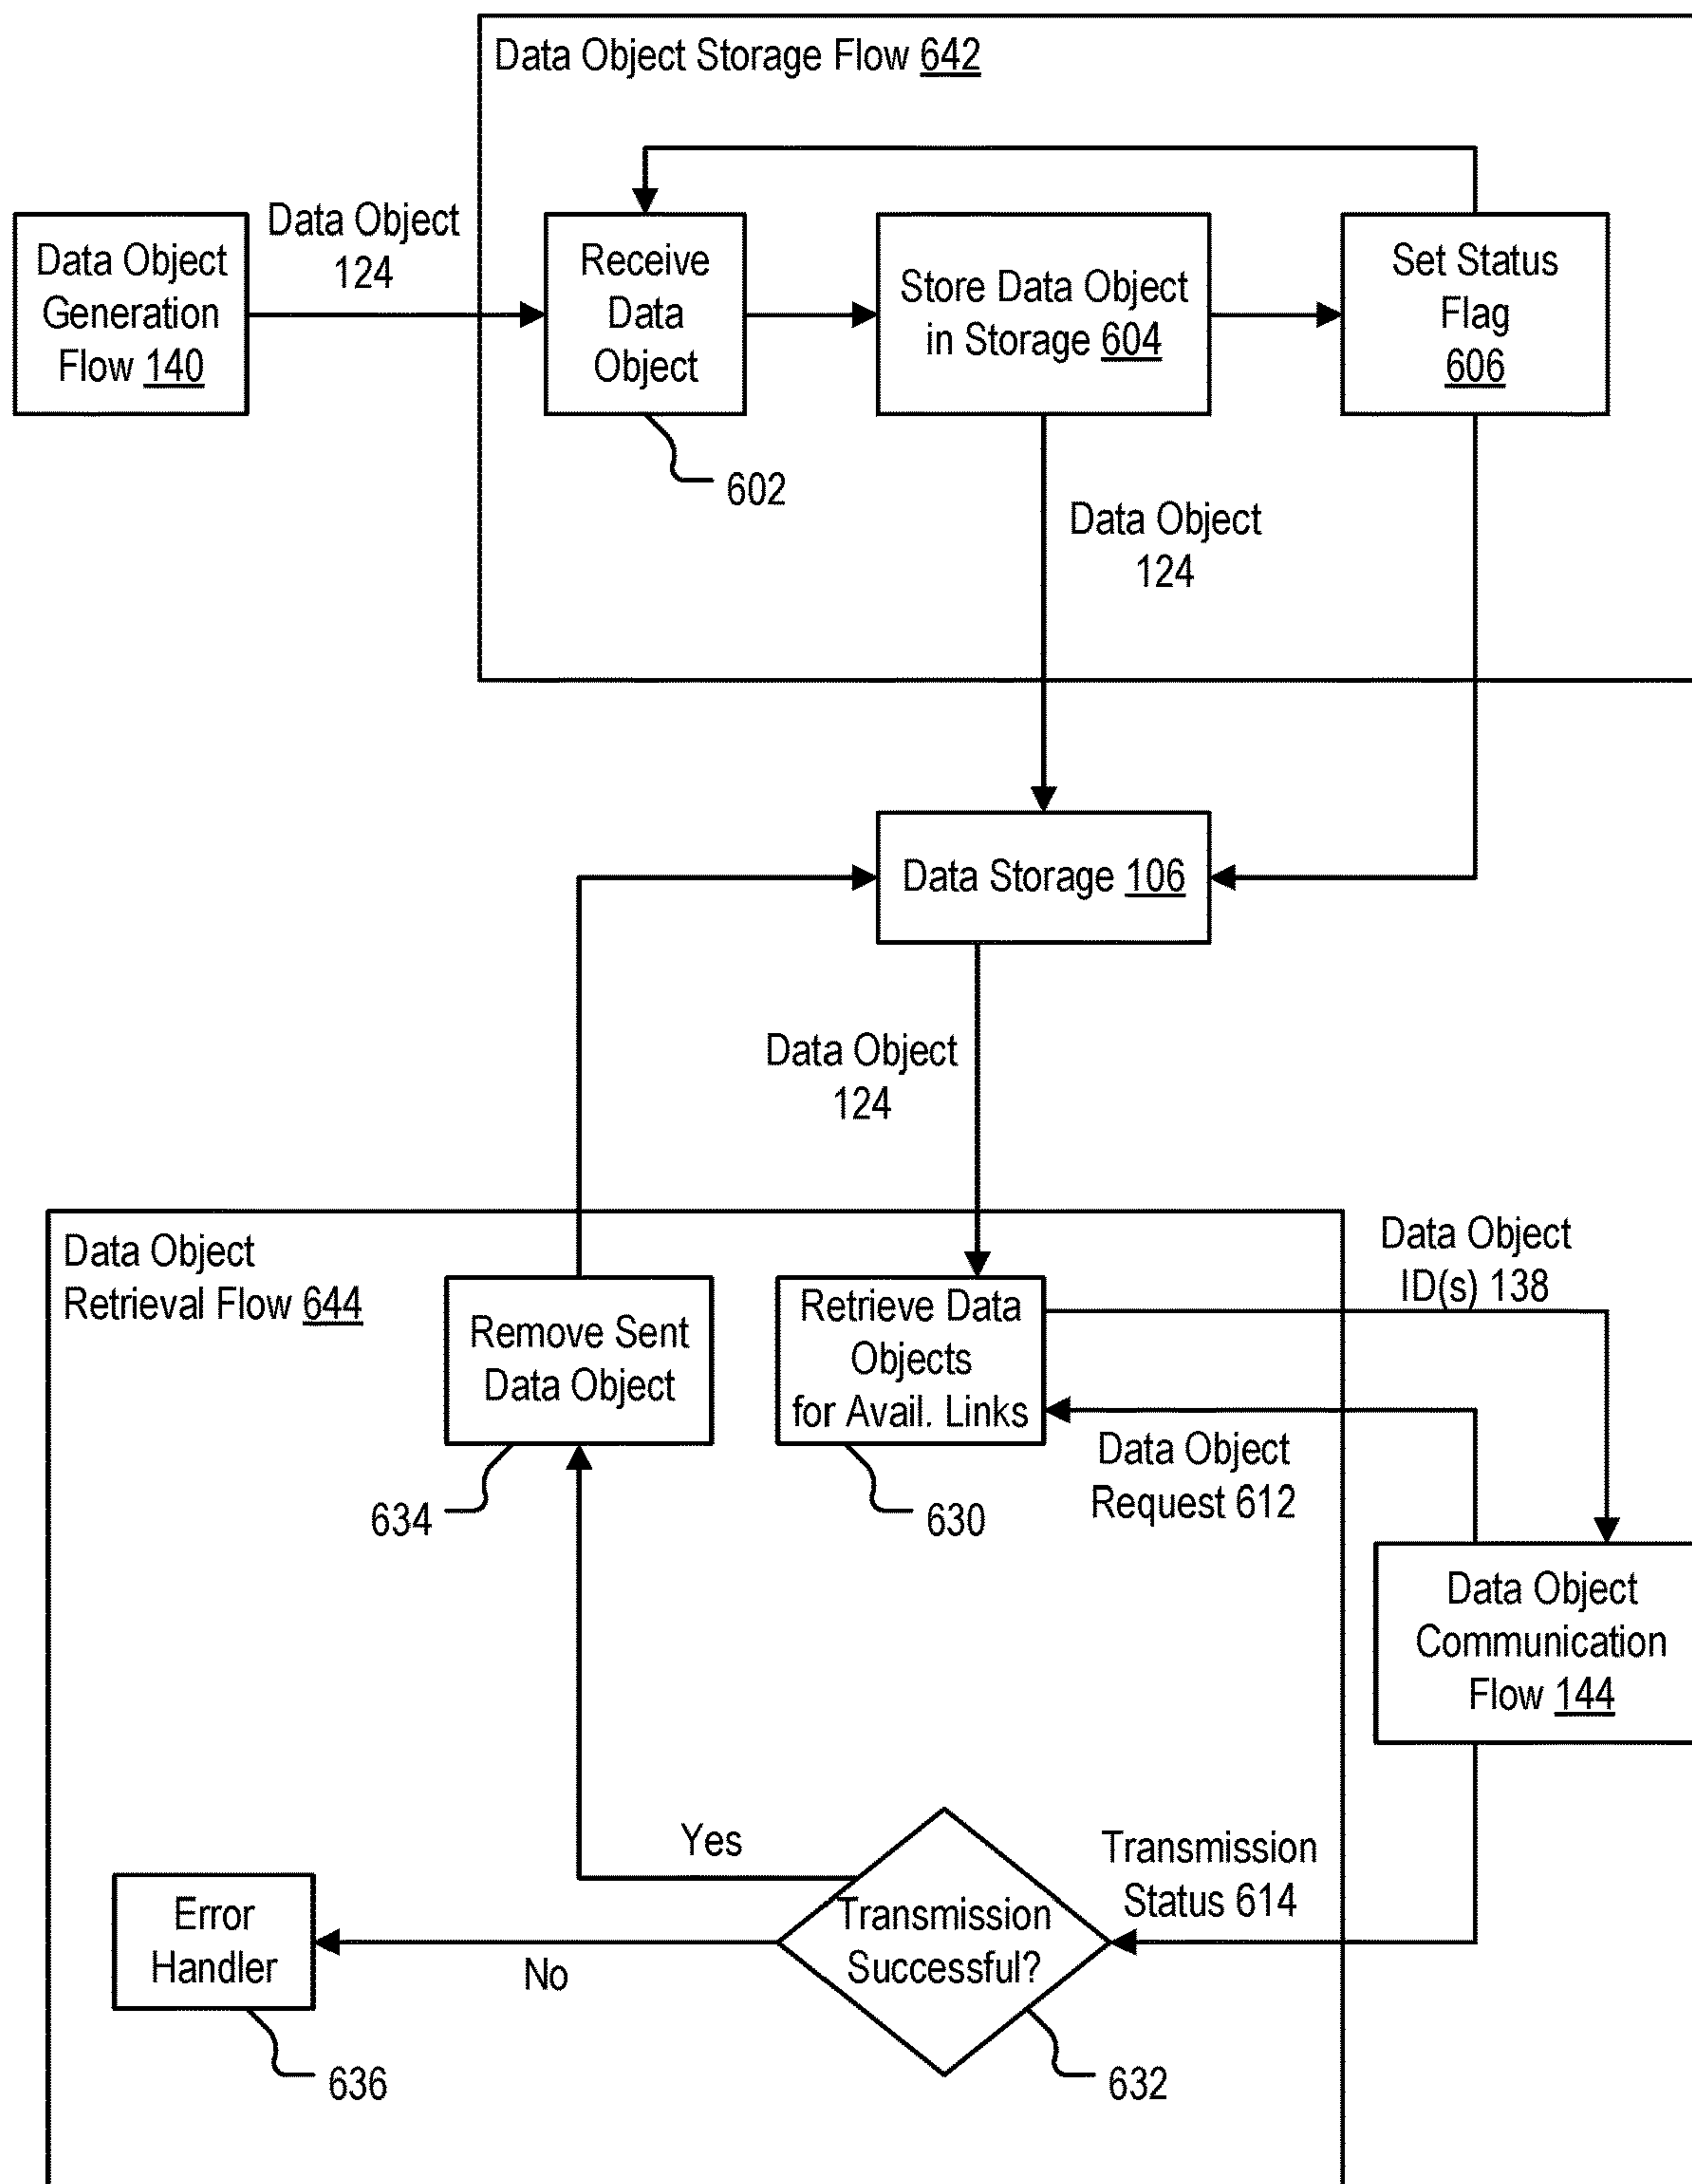 Data Object Storage Flow 642
Data Object
Generation
Flow 140
Data Object
124
Receive
Data
Object
602
Store Data Object
in Storage 604
Set Status
Flag
606
Data Object
124
Data Storage 106
Data Object
124
Data Object
Retrieval Flow 644
Remove Sent
Data Object
634
Retrieve Data
Objects
for Avail. Links
630
Data Object
ID(s) 138
Data Object
Request 612
Data Object
Communication
Flow 144
Yes
Transmission
Status 614
Transmission
Successful?
632
No
Error
Handler
636